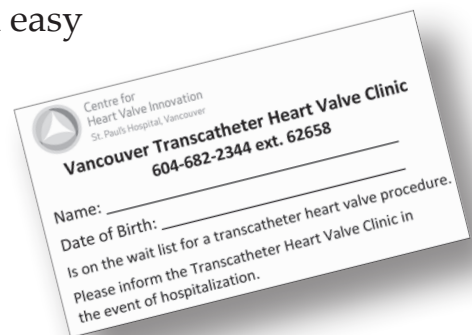 easy
Centre for
Heart Valve Innovation
St. Paul's Hospital, Vancouver
Vancouver Transcatheter Heart Valve Clinic
604-682-2344 ext. 62658
Name:
Date of Birth:
Is on the wait list for a transcatheter heart valve procedure.
Please inform the Transcatheter Heart Valve Clinic in
the event of hospitalization.